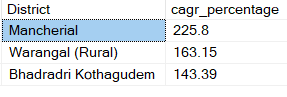 District cagr_percentage
Mancherial 225.8
Warangal (Rural) 163.15
Bhadradri Kothagudem 143.39